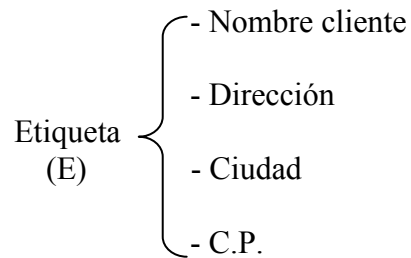 - Nombre cliente
- Dirección
Etiqueta
(E)
- Ciudad
- C.P.